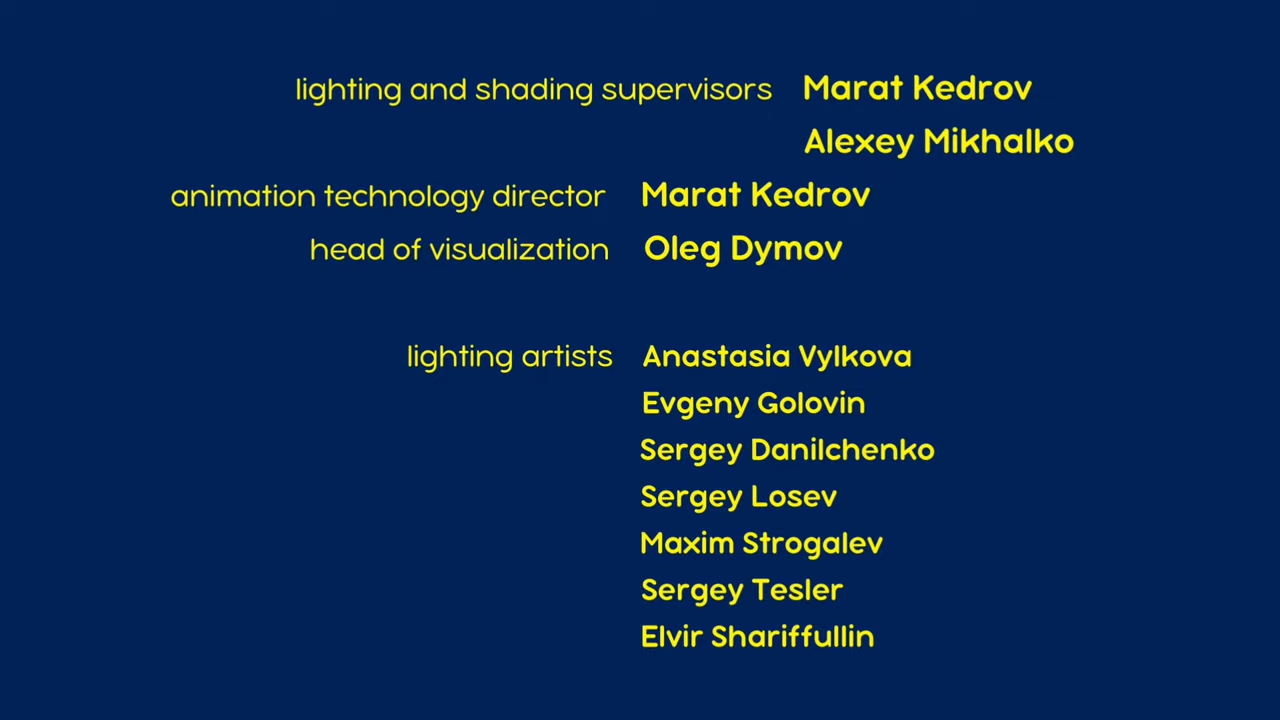 lighting and shading supervisors Marat Kedrov
Alexey Mikhalko
animation technology director Marat Kedrov
head of visualization Oleg Dymov
lighting artists Anastasia Vylkova
Evgeny Golovin
Sergey Danilchenko
Sergey Losev
Maxim Strogalev
Sergey Tesler
Elvir Shariffullin